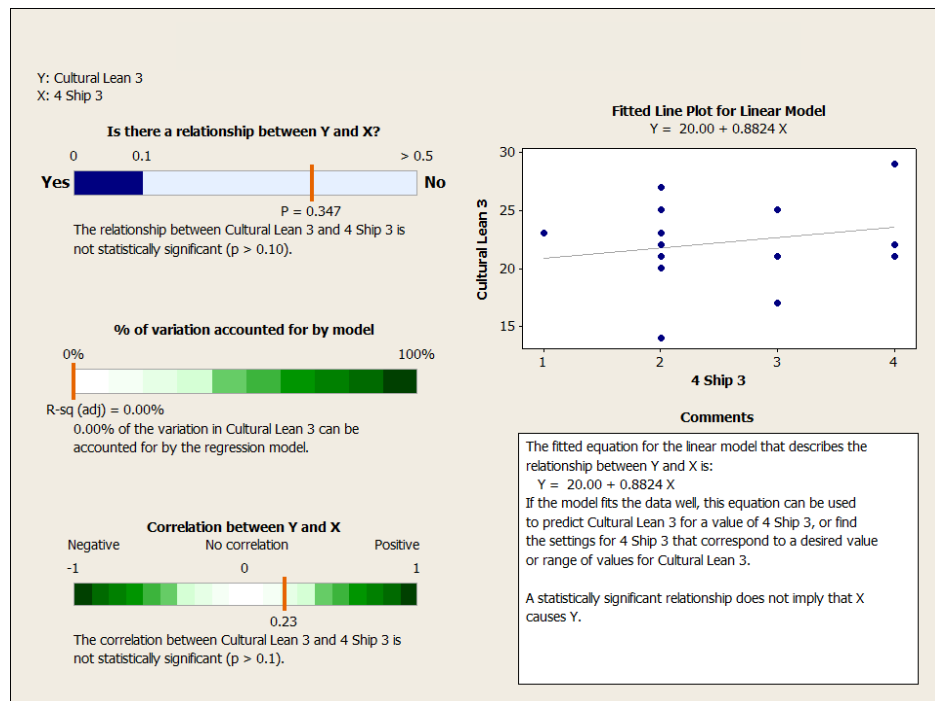 Y: Cultural Lean 3
X: 4 Ship 3
Is there a relationship between Y and X?
0 0.1 > 0.5
Yes No
P = 0.347
The relationship between Cultural Lean 3 and 4 Ship 3 is
not statistically significant (p > 0.10).
% of variation accounted for by model
0% 100%
R-sq (adj) = 0.00%
0.00% of the variation in Cultural Lean 3 can be
accounted for by the regression model.
Correlation between Y and X
Negative No correlation Positive
-1 0 1
0.23
The correlation between Cultural Lean 3 and 4 Ship 3 is
not statistically significant (p > 0.1).
Fitted Line Plot for Linear Model
Y = 20.00 + 0.8824 X
30
25
20
15
Cultural Lean 3
1 2 3 4
4 Ship 3
Comments
The fitted equation for the linear model that describes the
relationship between Y and X is:
Y = 20.00 + 0.8824 X
If the model fits the data well, this equation can be used
to predict Cultural Lean 3 for a value of 4 Ship 3, or find
the settings for 4 Ship 3 that correspond to a desired value
or range of values for Cultural Lean 3.
A statistically significant relationship does not imply that X
causes Y.